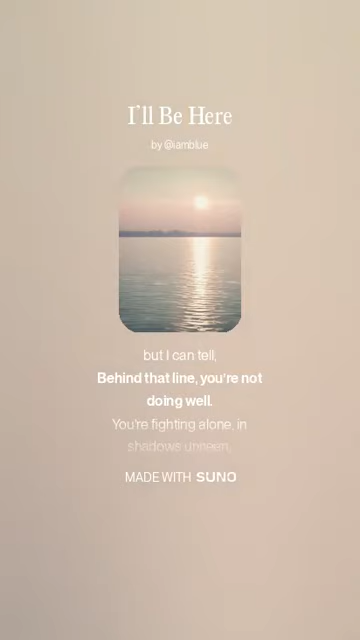 I'll Be Here
by @iamblue
but I can tell,
Behind that line, you're not
doing well.
You're fighting alone, in
shadows unseen,
MADE WITH SUNO